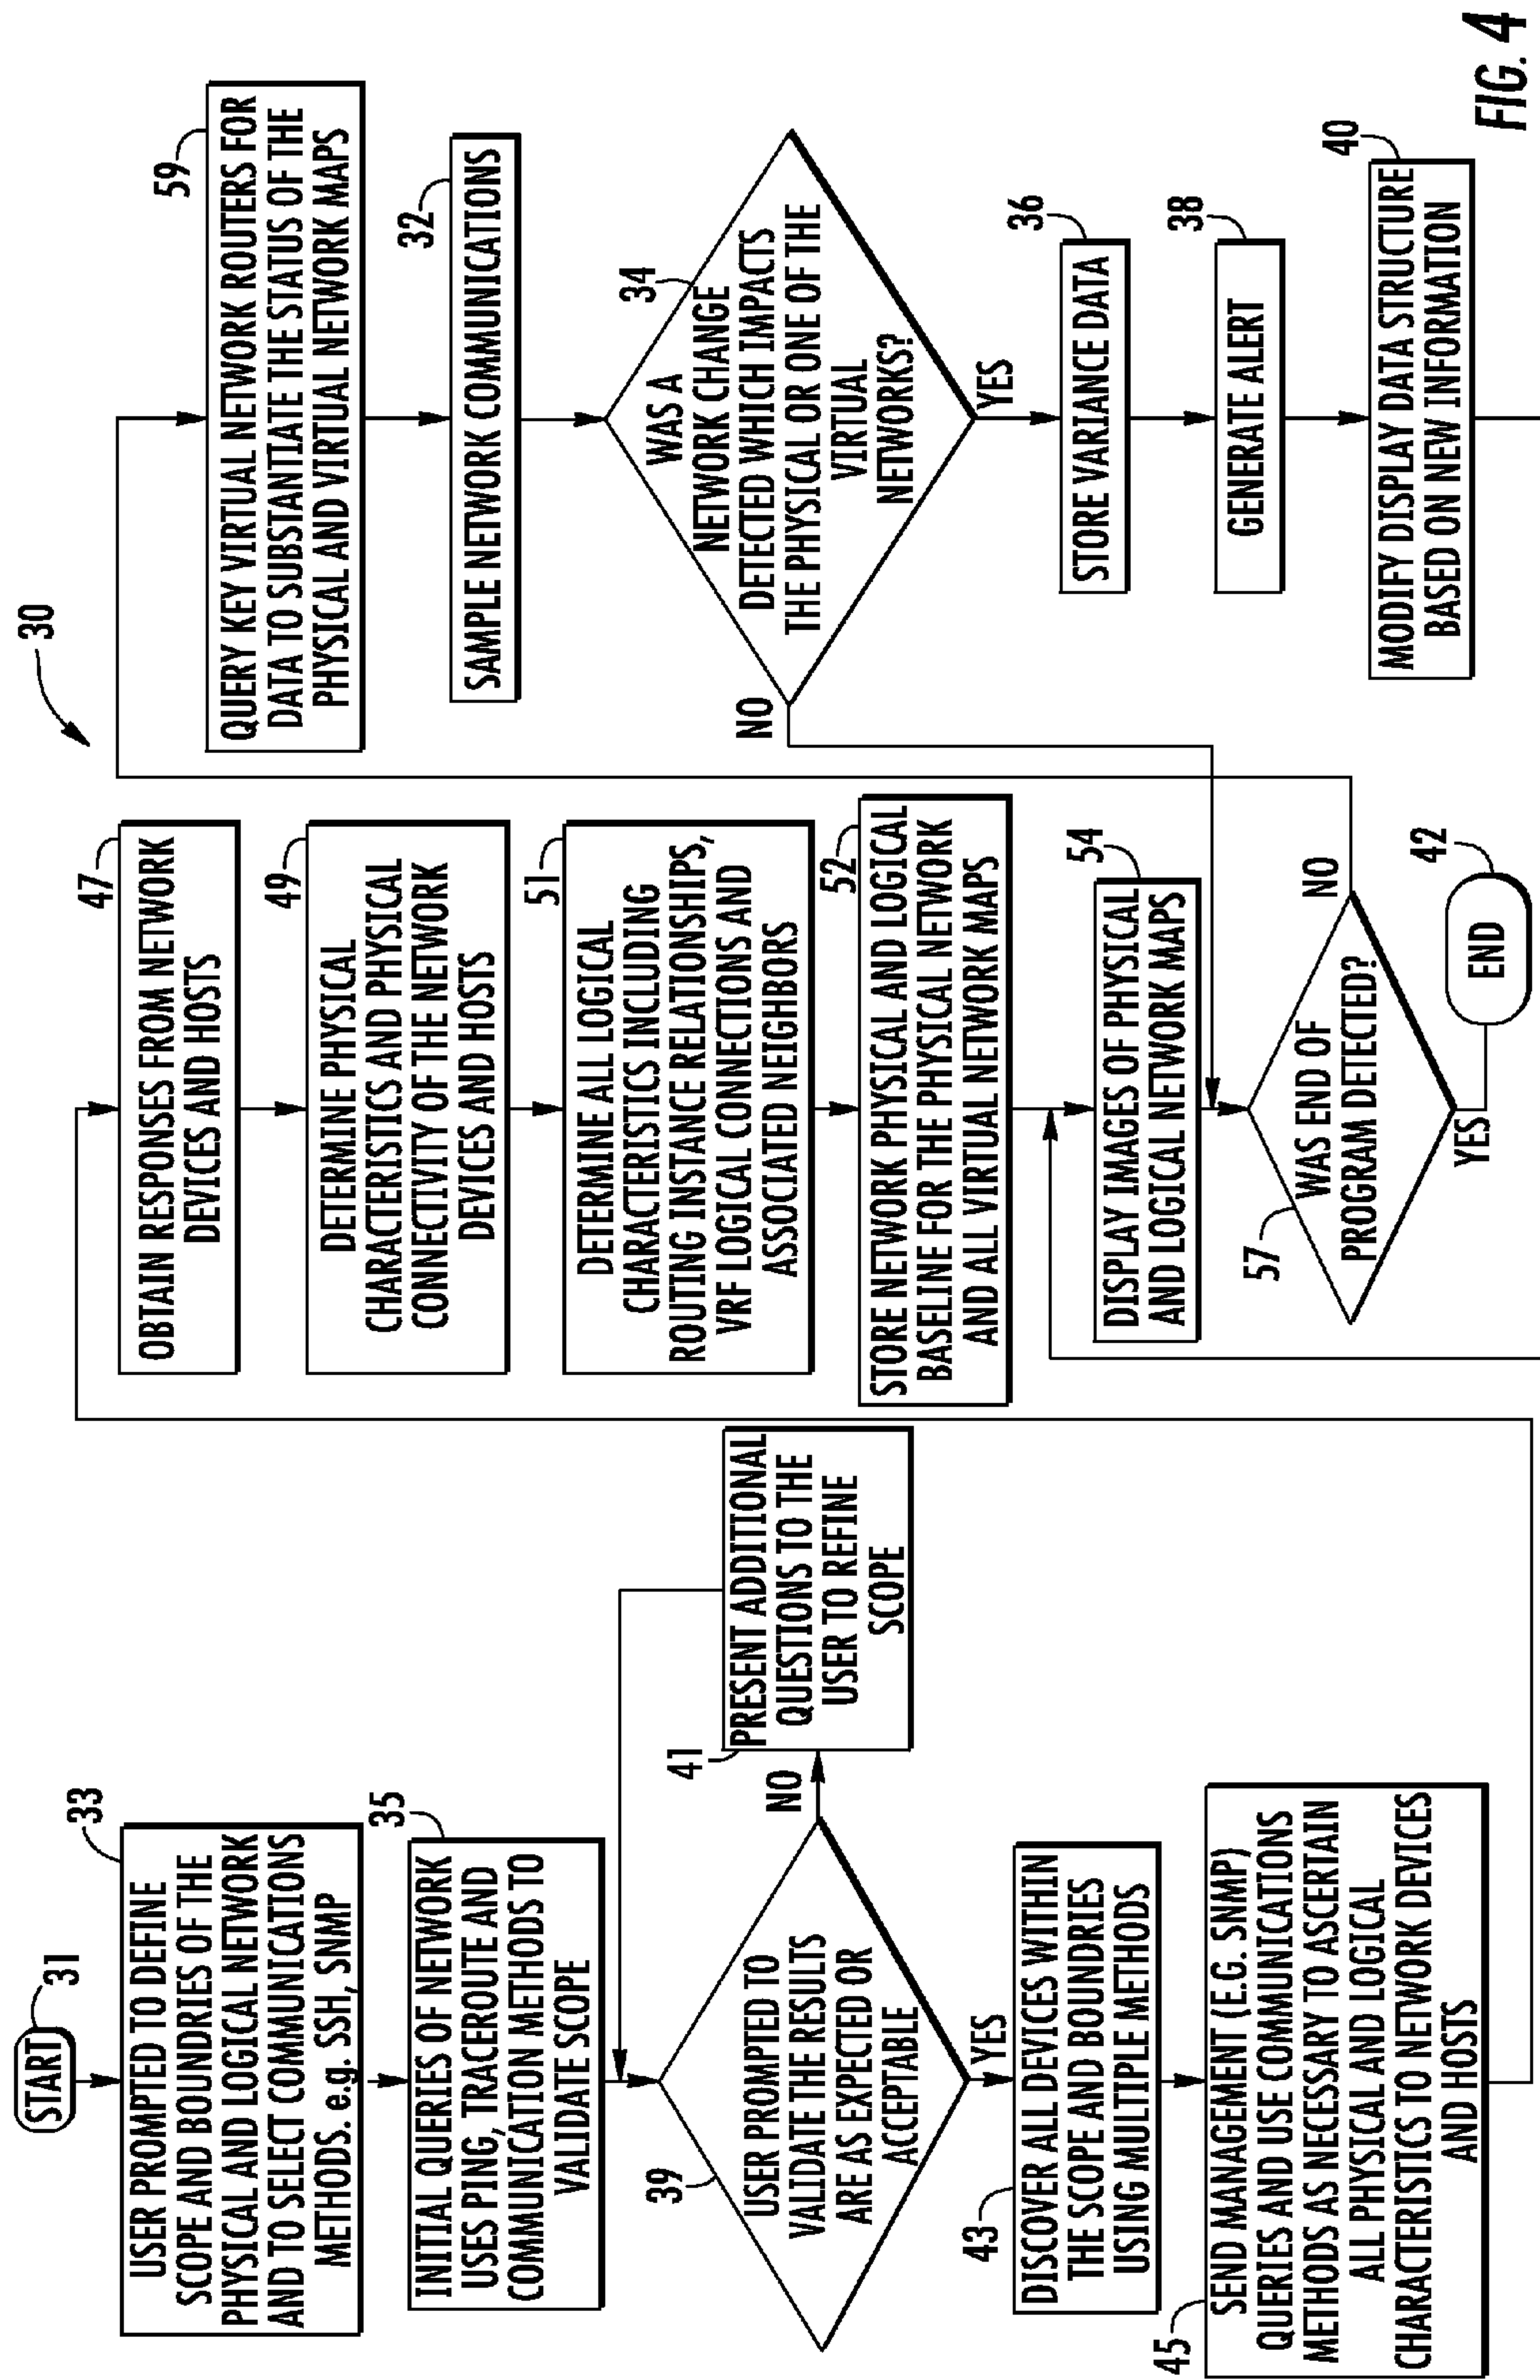 30
START
31
33
USER PROMPTED TO DEFINE
SCOPE AND BOUNDRIES OF THE
PHYSICAL AND LOGICAL NETWORK
AND TO SELECT COMMUNICATIONS
METHODS. e.g. SSH, SNMP
35
INITIAL QUERIES OF NETWORK
USES PING, TRACEROUTE AND
COMMUNICATION METHODS TO
VALIDATE SCOPE
39
USER PROMPTED TO
VALIDATE THE RESULTS
ARE AS EXPECTED OR
ACCEPTABLE
NO
41
PRESENT ADDITIONAL
QUESTIONS TO THE
USER TO REFINE
SCOPE
YES
43
DISCOVER ALL DEVICES WITHIN
THE SCOPE AND BOUNDRIES
USING MULTIPLE METHODS
45
SEND MANAGEMENT (E.G. SNMP)
QUERIES AND USE COMMUNICATIONS
METHODS AS NECESSARY TO ASCERTAIN
ALL PHYSICAL AND LOGICAL
CHARACTERISTICS TO NETWORK DEVICES
AND HOSTS
47
OBTAIN RESPONSES FROM NETWORK
DEVICES AND HOSTS
49
DETERMINE PHYSICAL
CHARACTERISTICS AND PHYSICAL
CONNECTIVITY OF THE NETWORK
DEVICES AND HOSTS
51
DETERMINE ALL LOGICAL
CHARACTERISTICS INCLUDING
ROUTING INSTANCE RELATIONSHIPS,
VRF LOGICAL CONNECTIONS AND
ASSOCIATED NEIGHBORS
52
STORE NETWORK PHYSICAL AND LOGICAL
BASELINE FOR THE PHYSICAL NETWORK
AND ALL VIRTUAL NETWORK MAPS
54
DISPLAY IMAGES OF PHYSICAL
AND LOGICAL NETWORK MAPS
57
WAS END OF
PROGRAM DETECTED?
NO
YES
42
END
59
QUERY KEY VIRTUAL NETWORK ROUTERS FOR
DATA TO SUBSTANTIATE THE STATUS OF THE
PHYSICAL AND VIRTUAL NETWORK MAPS
32
SAMPLE NETWORK COMMUNICATIONS
34
WAS A
NETWORK CHANGE
DETECTED WHICH IMPACTS
THE PHYSICAL OR ONE OF THE
VIRTUAL
NETWORKS?
NO
YES
36
STORE VARIANCE DATA
38
GENERATE ALERT
40
MODIFY DISPLAY DATA STRUCTURE
BASED ON NEW INFORMATION
FIG. 4